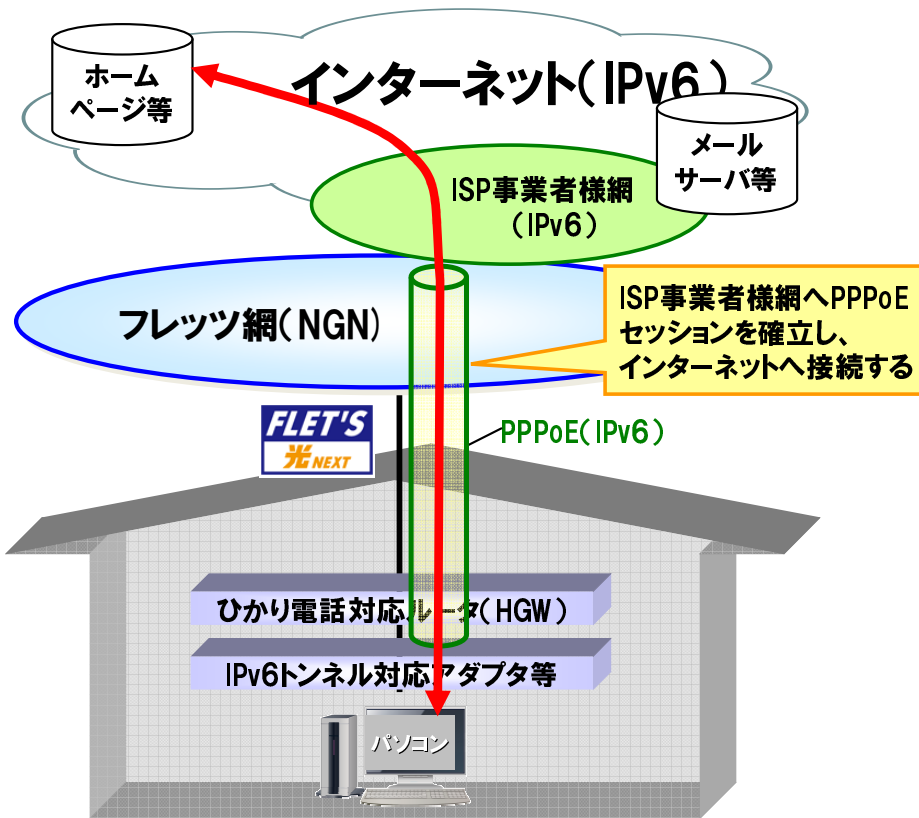 ホーム
ページ等
インターネット(IPv6)
メール
サーバ等
ISP事業者様網
(IPv6)
フレッツ網(NGN)
ISP事業者様網へPPPoE
セッションを確立し、
インターネットへ接続する
FLET'S
光NEXT
PPPoE(IPv6)
ひかり電話対応ルータ(HGW)
IPv6トンネル対応アダプタ等
パソコン